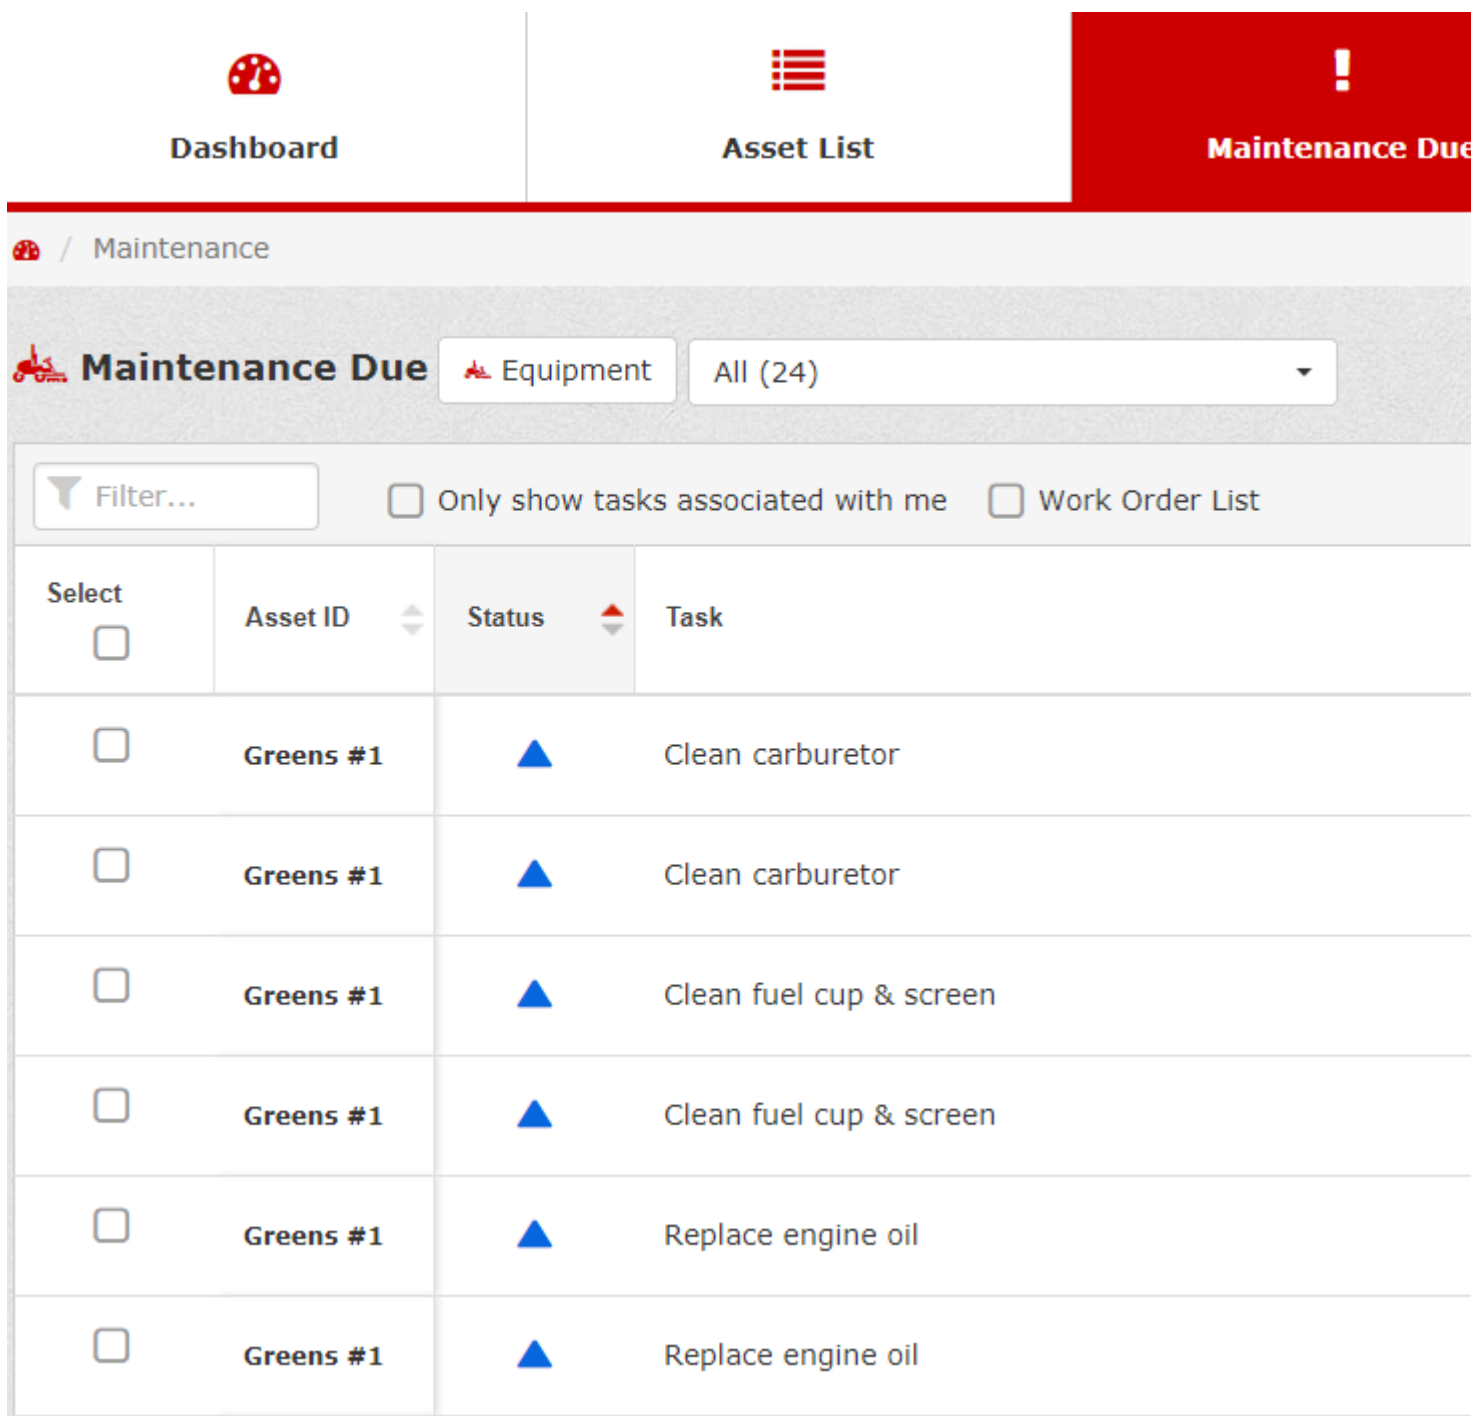 Dashboard
Asset List
Maintenance Due
/ Maintenance
Maintenance Due Equipment All (24)
Filter... Only show tasks associated with me Work Order List
Select Asset ID Status Task
Greens #1 Clean carburetor
Greens #1 Clean carburetor
Greens #1 Clean fuel cup & screen
Greens #1 Clean fuel cup & screen
Greens #1 Replace engine oil
Greens #1 Replace engine oil